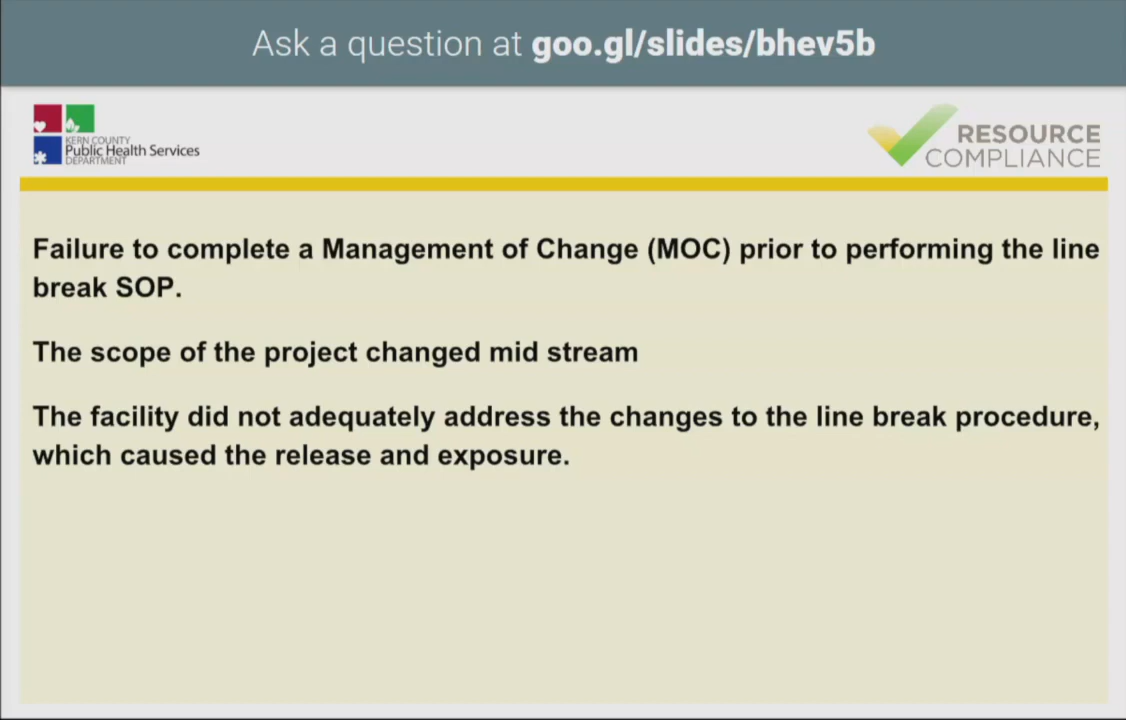 Ask a question at goo.gl/slides/bhev5b
KERN COUNTY
Public Health Services
DEPARTMENT
RESOURCE
COMPLIANCE
Failure to complete a Management of Change (MOC) prior to performing the line
break SOP.
The scope of the project changed mid stream
The facility did not adequately address the changes to the line break procedure,
which caused the release and exposure.